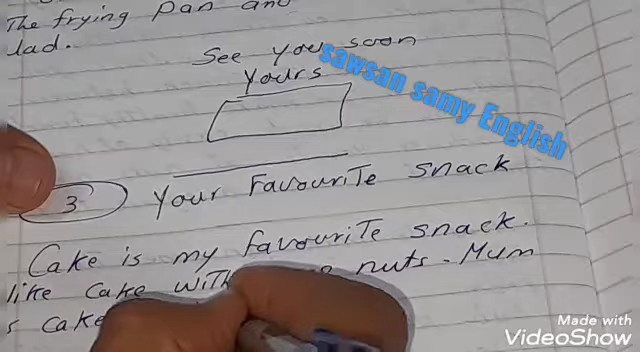 The frying pan and
lad.
See you soon
Yours
sawsan samy English
3 Your Favourite Snack
Cake is my favourite snack.
like cake with nuts. Mum
s cake
Made with
VideoShow